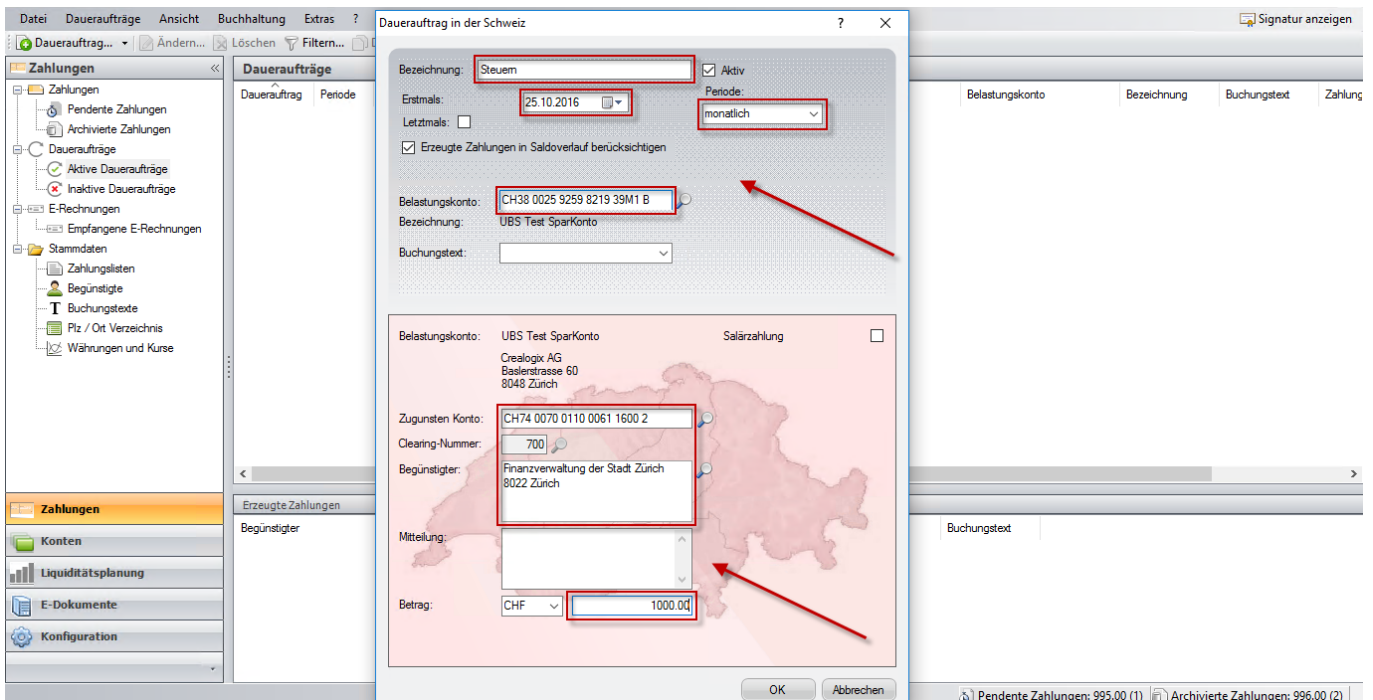 Datei Daueraufträge Ansicht Buchhaltung Extras ?
Signatur anzeigen
Dauerauftrag... Ändern... Löschen Filtern...
Zahlungen «
Zahlungen
Pendente Zahlungen
Archivierte Zahlungen
Daueraufträge
Aktive Daueraufträge
Inaktive Daueraufträge
E-Rechnungen
Empfangene E-Rechnungen
Stammdaten
Zahlungslisten
Begünstigte
Buchungstexte
Plz / Ort Verzeichnis
Währungen und Kurse
Zahlungen
Konten
Liquiditätsplanung
E-Dokumente
Konfiguration
Daueraufträge
Dauerauftrag Periode Belastungskonto Bezeichnung Buchungstext Zahlung
Erzeugte Zahlungen
Begünstigter Buchungstext
Dauerauftrag in der Schweiz ?
Bezeichnung: Steuern Aktiv
Erstmals: 25.10.2016 Periode:
monatlich
Letztmals:
Erzeugte Zahlungen in Saldoverlauf berücksichtigen
Belastungskonto: CH38 0025 9259 8219 39M1 B
Bezeichnung: UBS Test SparKonto
Buchungstext:
Belastungskonto: UBS Test SparKonto Salärzahlung
Crealogix AG
Baslerstrasse 60
8048 Zürich
Zugunsten Konto: CH74 0070 0110 0061 1600 2
Clearing-Nummer: 700
Begünstigter: Finanzverwaltung der Stadt Zürich
8022 Zürich
Mitteilung:
Betrag: CHF 1000.00
OK Abbrechen
Pendente Zahlungen: 995.00 (1) Archivierte Zahlungen: 996.00 (2)